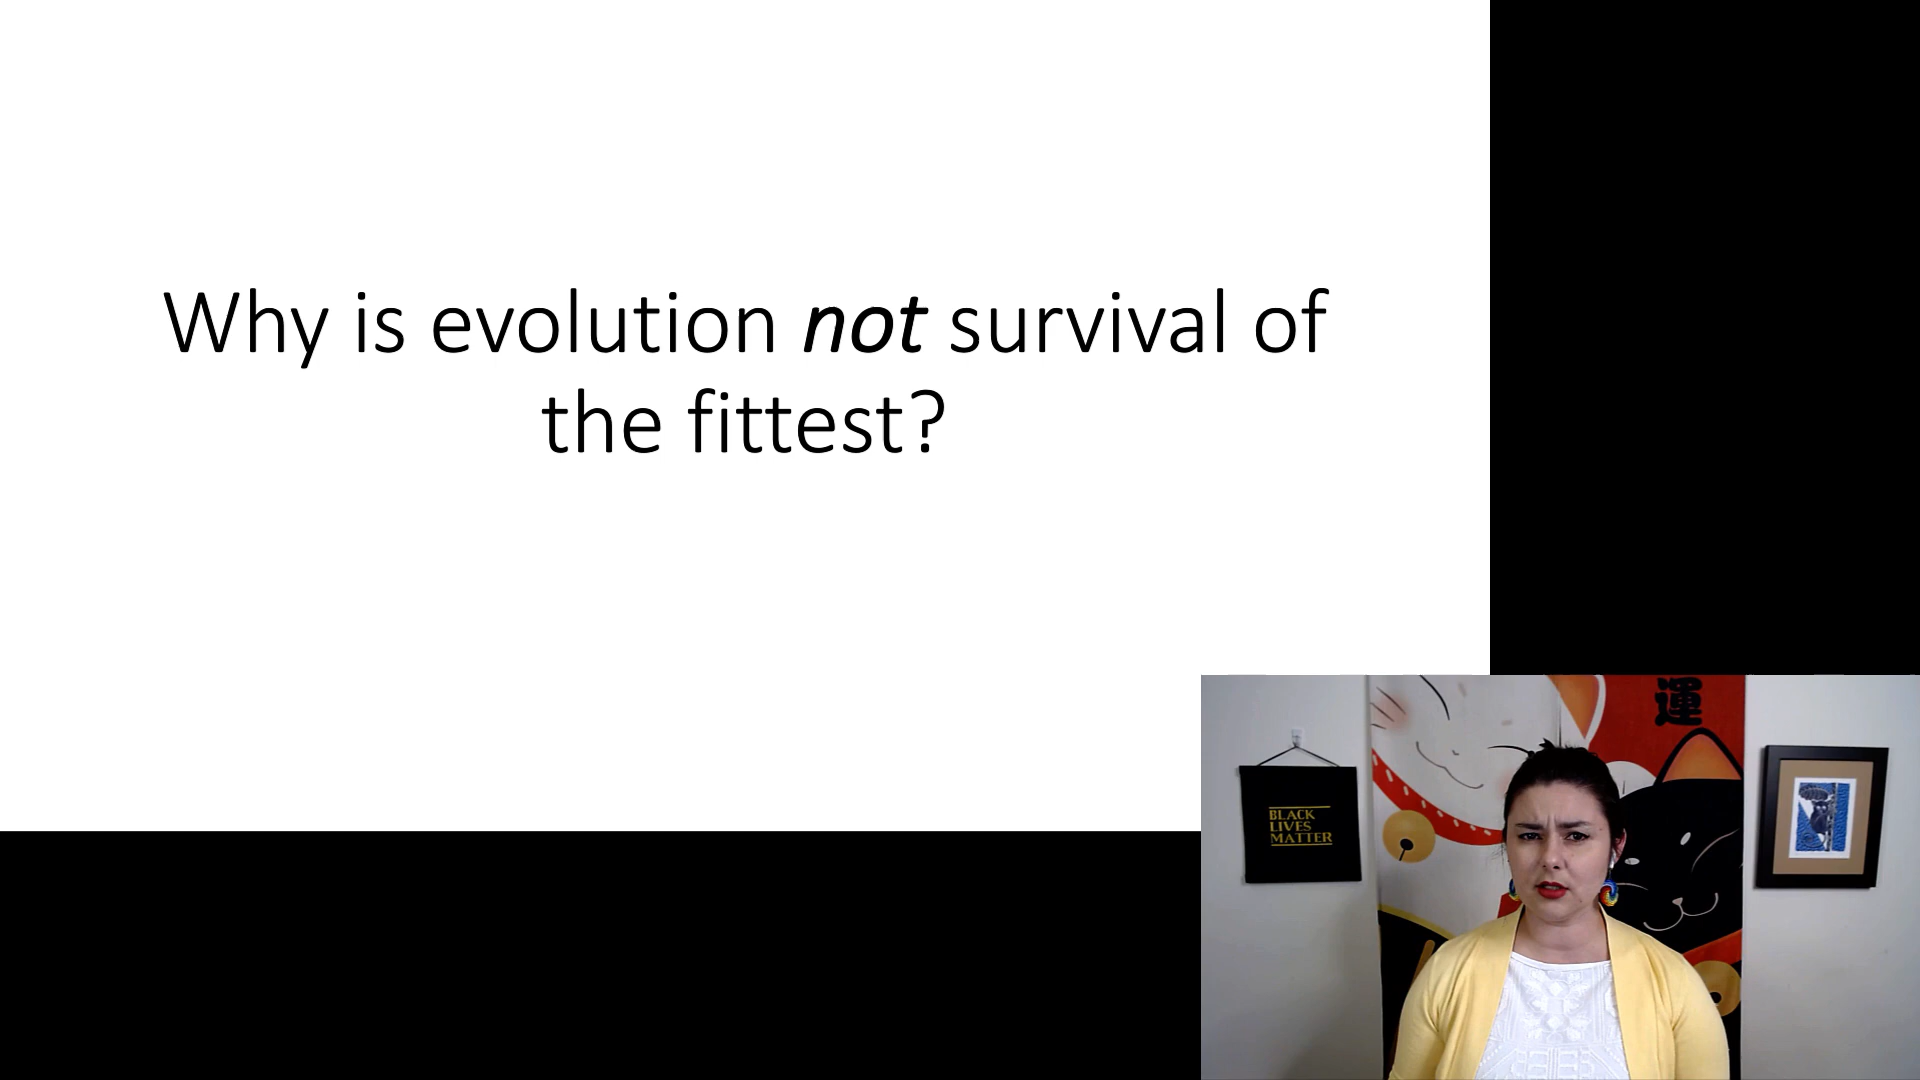 Why is evolution not survival of
the fittest?
運
BLACK
LIVES
MATTER